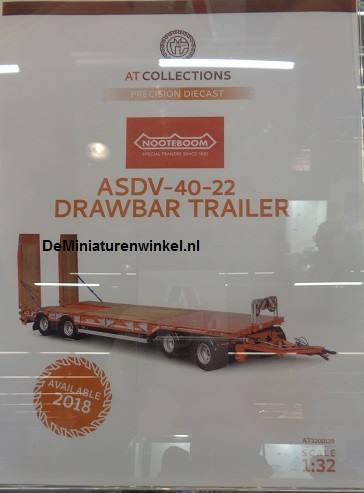 AT COLLECTIONS
PRECISION DIECAST
NOOTEBOOM
SPECIAL TRAILERS SINCE 1881
ASDV-40-22
DRAWBAR TRAILER
DeMiniaturenwinkel.nl
AVAILABLE
2018
AT3200139
SCALE
1:32